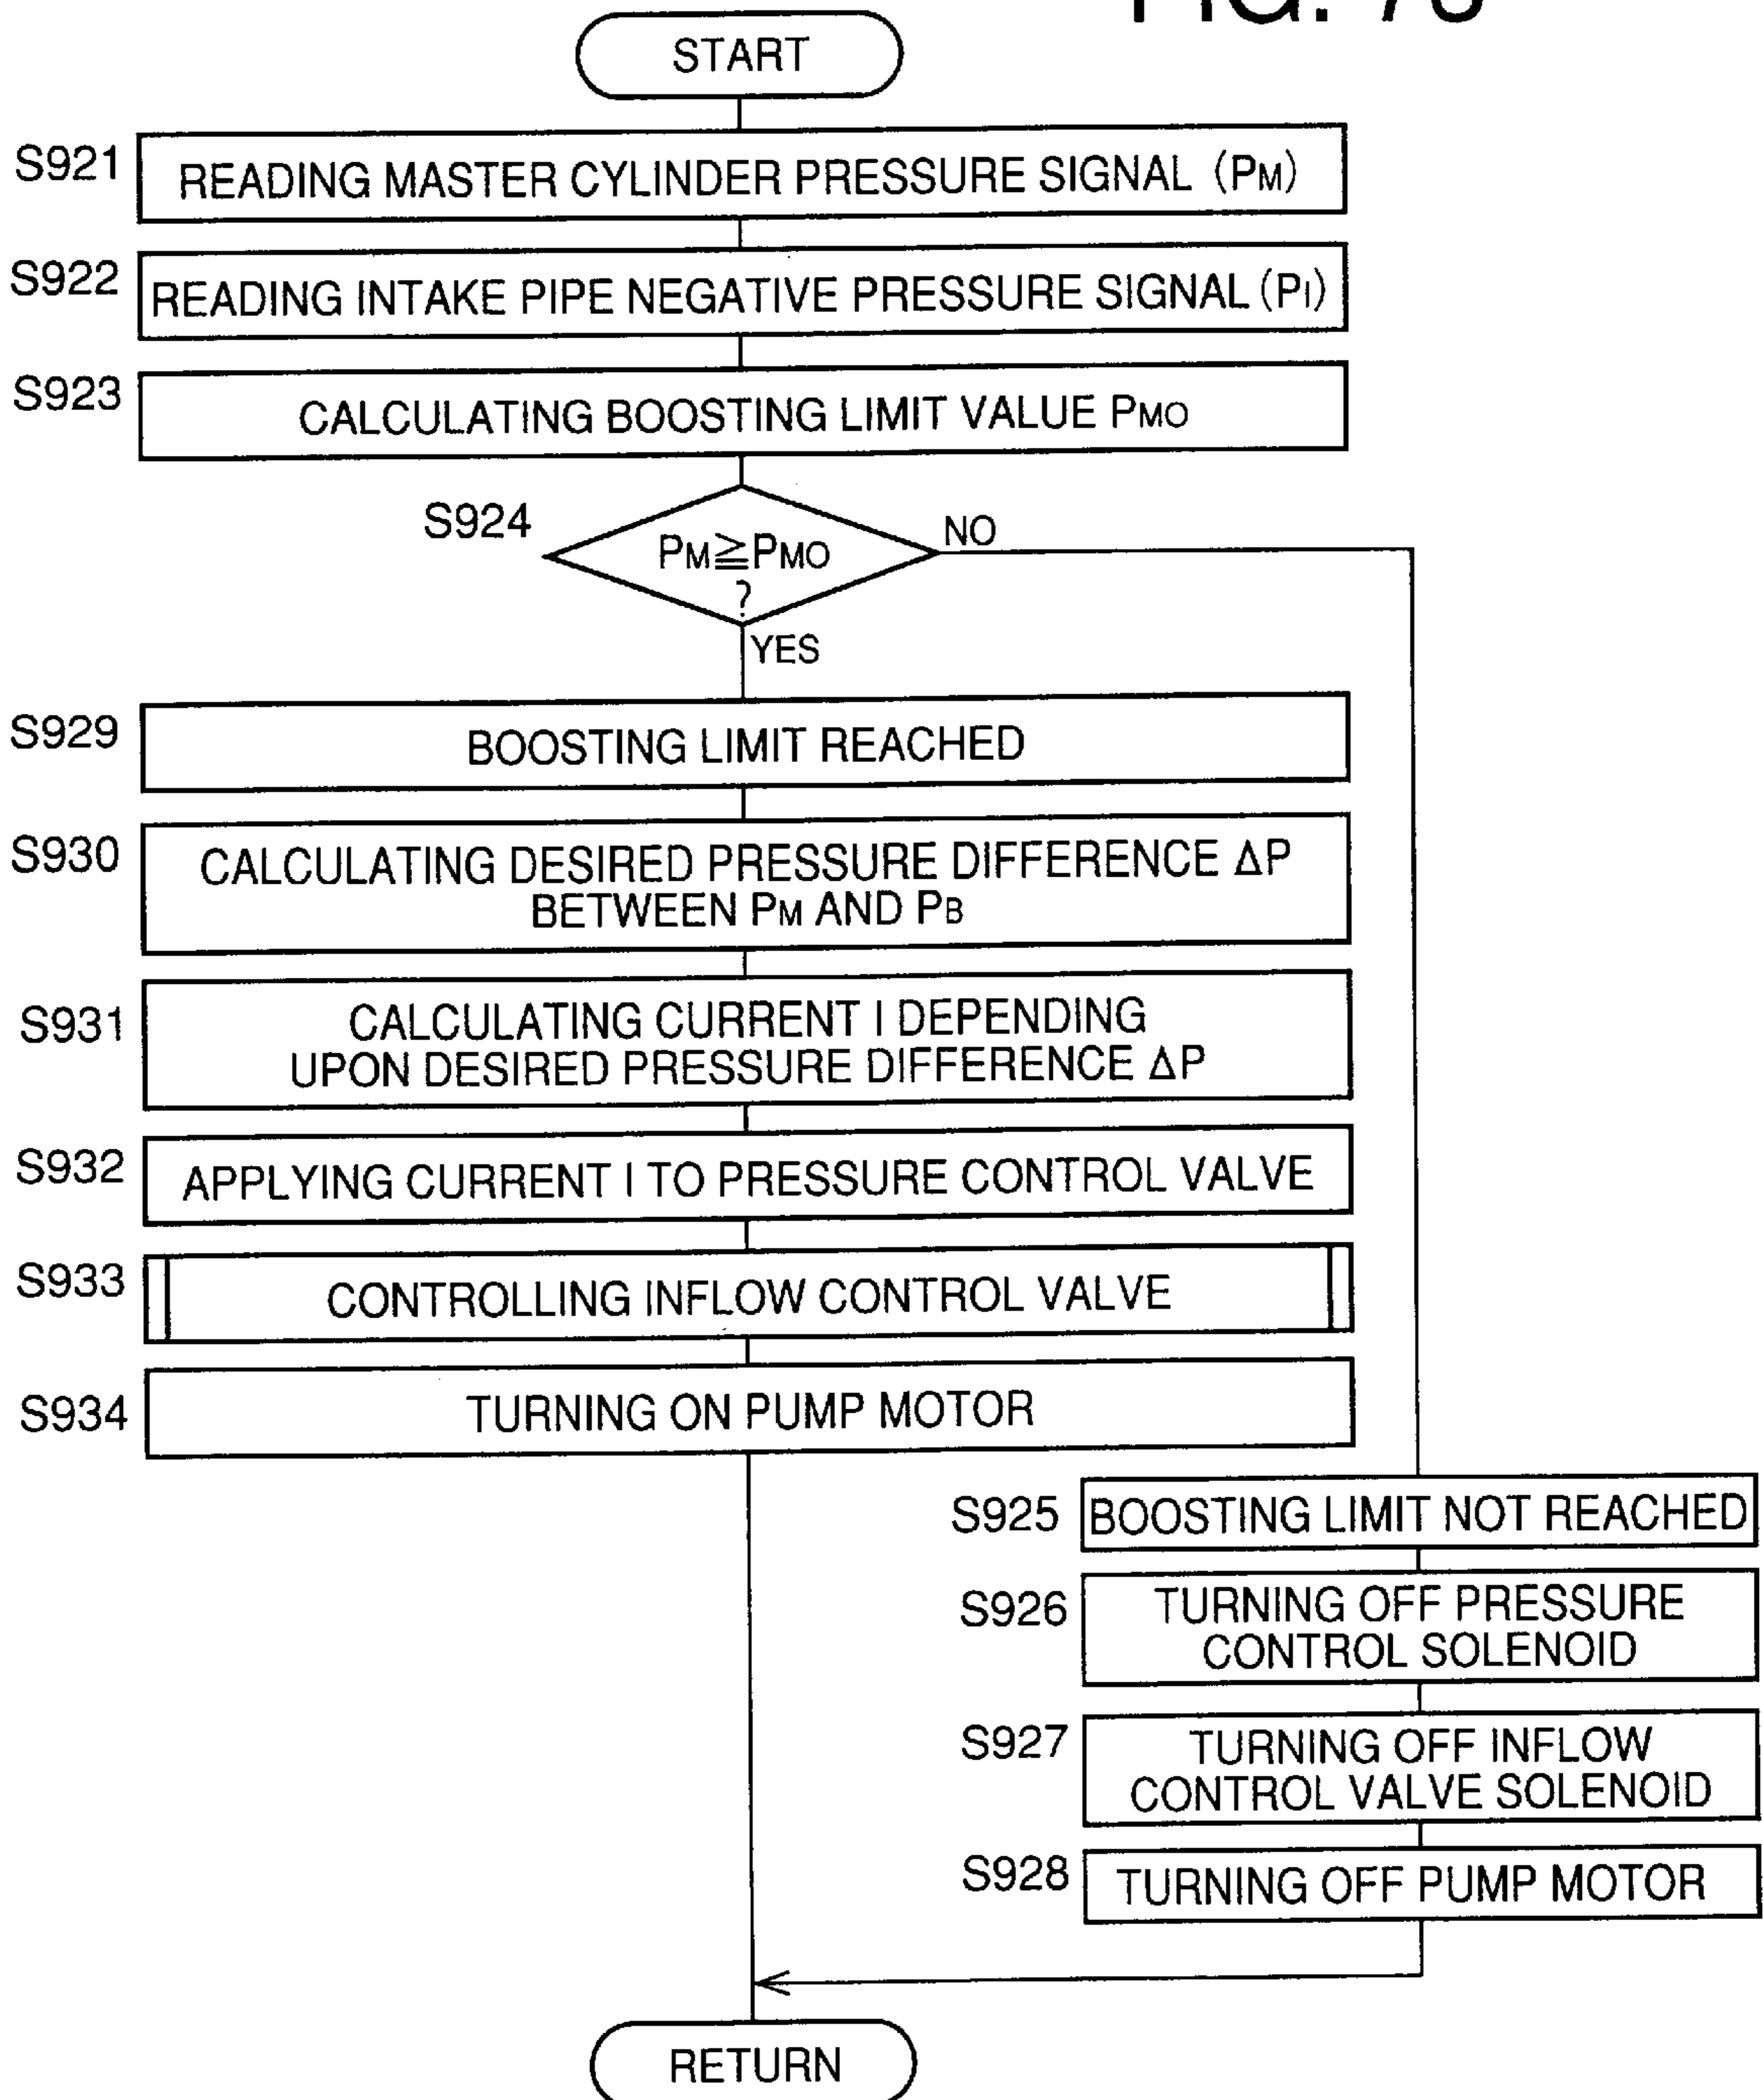 START
S921
READING MASTER CYLINDER PRESSURE SIGNAL (PM)
S922
READING INTAKE PIPE NEGATIVE PRESSURE SIGNAL (PI)
S923
CALCULATING BOOSTING LIMIT VALUE PMO
S924
PM≧PMO
?
NO
YES
S929
BOOSTING LIMIT REACHED
S930
CALCULATING DESIRED PRESSURE DIFFERENCE ΔP
BETWEEN PM AND PB
S931
CALCULATING CURRENT I DEPENDING
UPON DESIRED PRESSURE DIFFERENCE ΔP
S932
APPLYING CURRENT I TO PRESSURE CONTROL VALVE
S933
CONTROLLING INFLOW CONTROL VALVE
S934
TURNING ON PUMP MOTOR
S925
BOOSTING LIMIT NOT REACHED
S926
TURNING OFF PRESSURE
CONTROL SOLENOID
S927
TURNING OFF INFLOW
CONTROL VALVE SOLENOID
S928
TURNING OFF PUMP MOTOR
RETURN